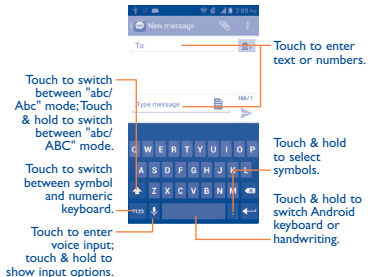 2:09 AM
New message
To
Touch to enter
text or numbers.
Touch to switch
between "abc/
Abc" mode; Touch
& hold to switch
between "abc/
ABC" mode.
Type message
160 / 1
Q W E R T Y U I O P
A S D F G H J K L
Z X C V B N M
?123
Touch & hold
to select
symbols.
Touch to switch
between symbol
and numeric
keyboard.
Touch & hold to
switch Android
keyboard or
handwriting.
Touch to enter
voice input;
touch & hold to
show input options.